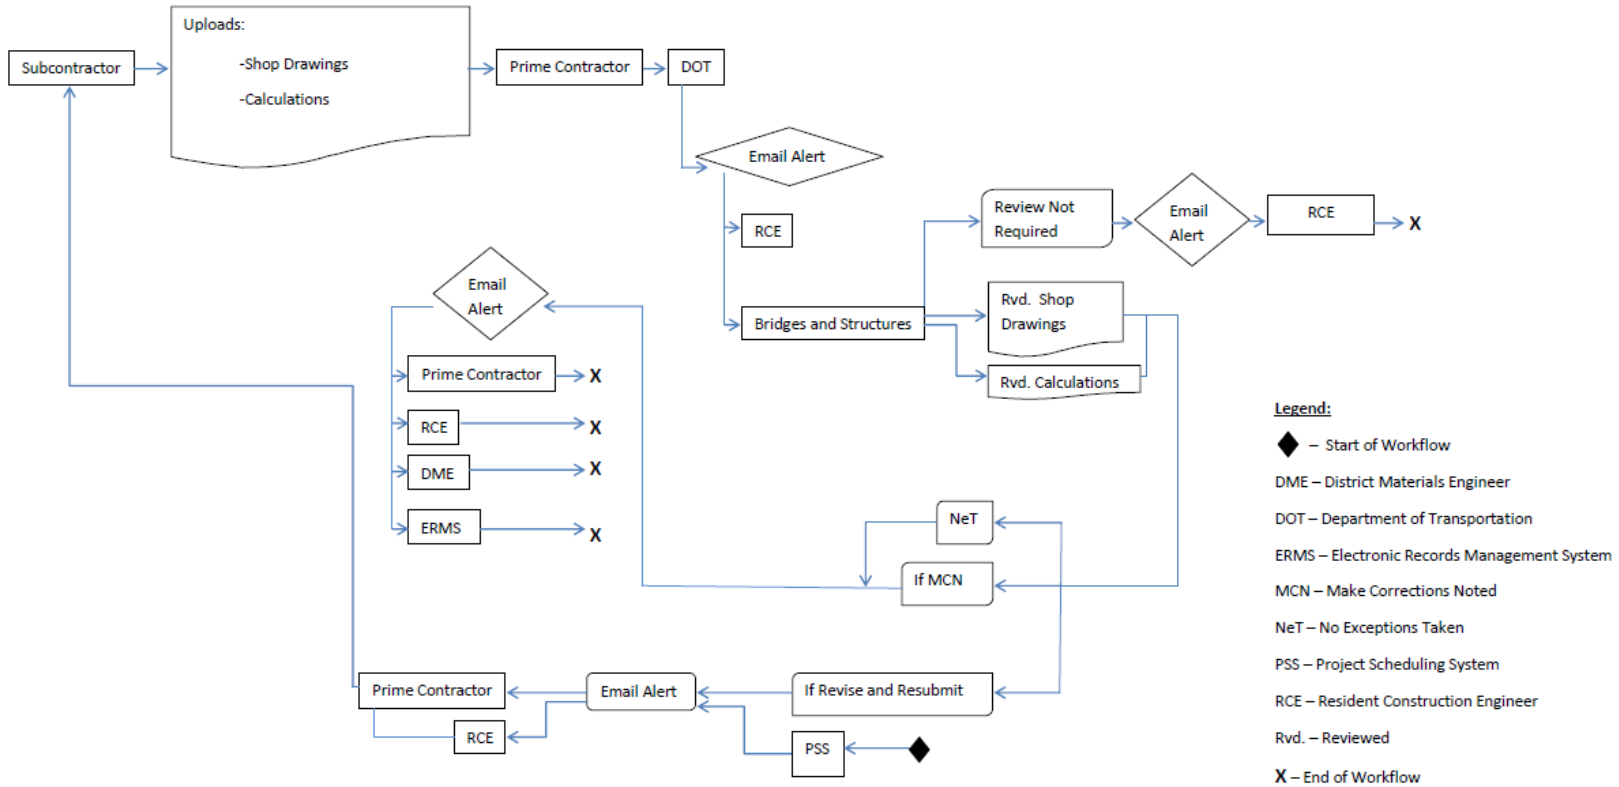 Uploads:
-Shop Drawings
-Calculations
Subcontractor
Prime Contractor
DOT
Email Alert
RCE
Bridges and Structures
Review Not
Required
Email
Alert
RCE
X
Rvd. Shop
Drawings
Rvd. Calculations
Email
Alert
Prime Contractor
X
RCE
X
DME
X
ERMS
X
NeT
If MCN
If Revise and Resubmit
Email Alert
Prime Contractor
RCE
PSS
Legend:
– Start of Workflow
DME – District Materials Engineer
DOT – Department of Transportation
ERMS – Electronic Records Management System
MCN – Make Corrections Noted
NeT – No Exceptions Taken
PSS – Project Scheduling System
RCE – Resident Construction Engineer
Rvd. – Reviewed
X – End of Workflow